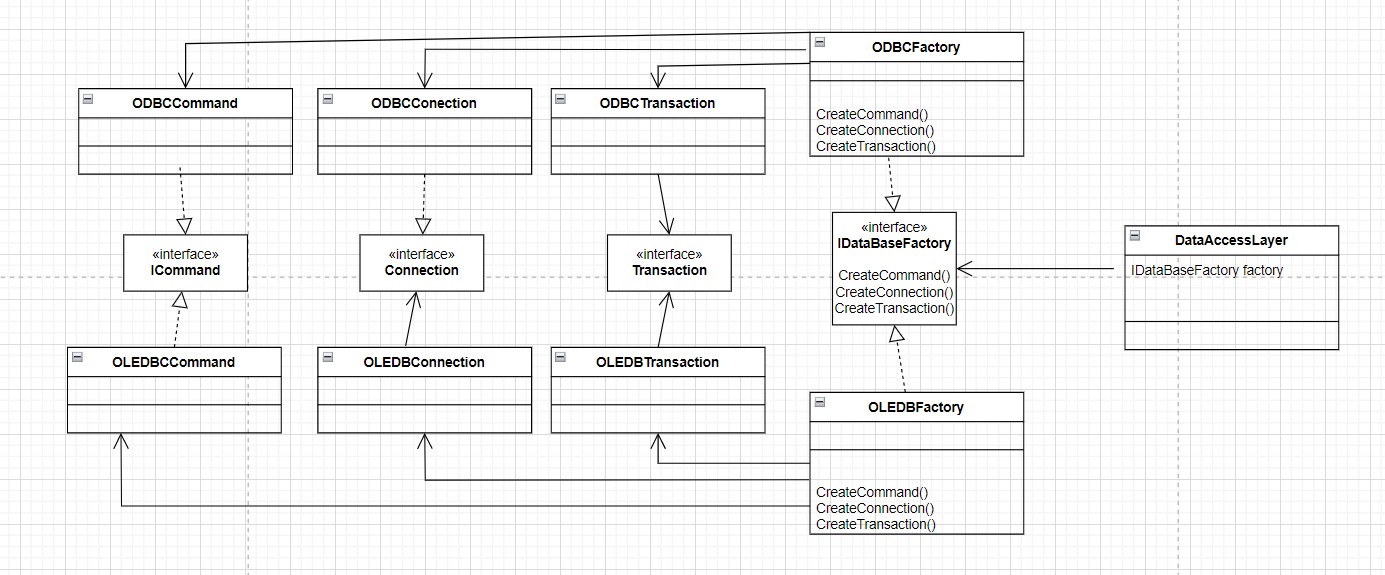 ODBCFactory
CreateCommand()
CreateConnection()
CreateTransaction()
ODBCCommand
ODBCConection
ODBCTransaction
«interface»
ICommand
«interface»
Connection
«interface»
Transaction
«interface»
IDataBaseFactory
CreateCommand()
CreateConnection()
CreateTransaction()
DataAccessLayer
IDataBaseFactory factory
OLEDBCCommand
OLEDBConnection
OLEDBTransaction
OLEDBFactory
CreateCommand()
CreateConnection()
CreateTransaction()